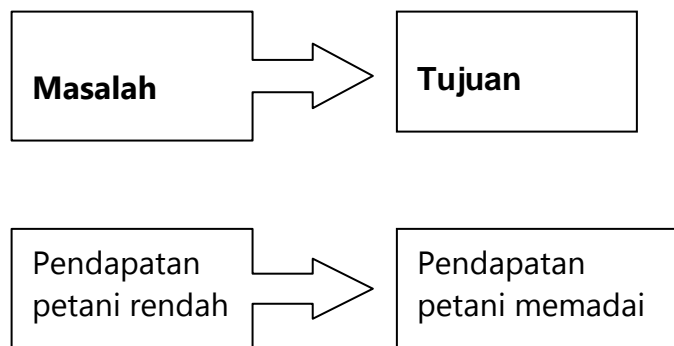 Masalah
Tujuan
Pendapatan
petani rendah
Pendapatan
petani memadai